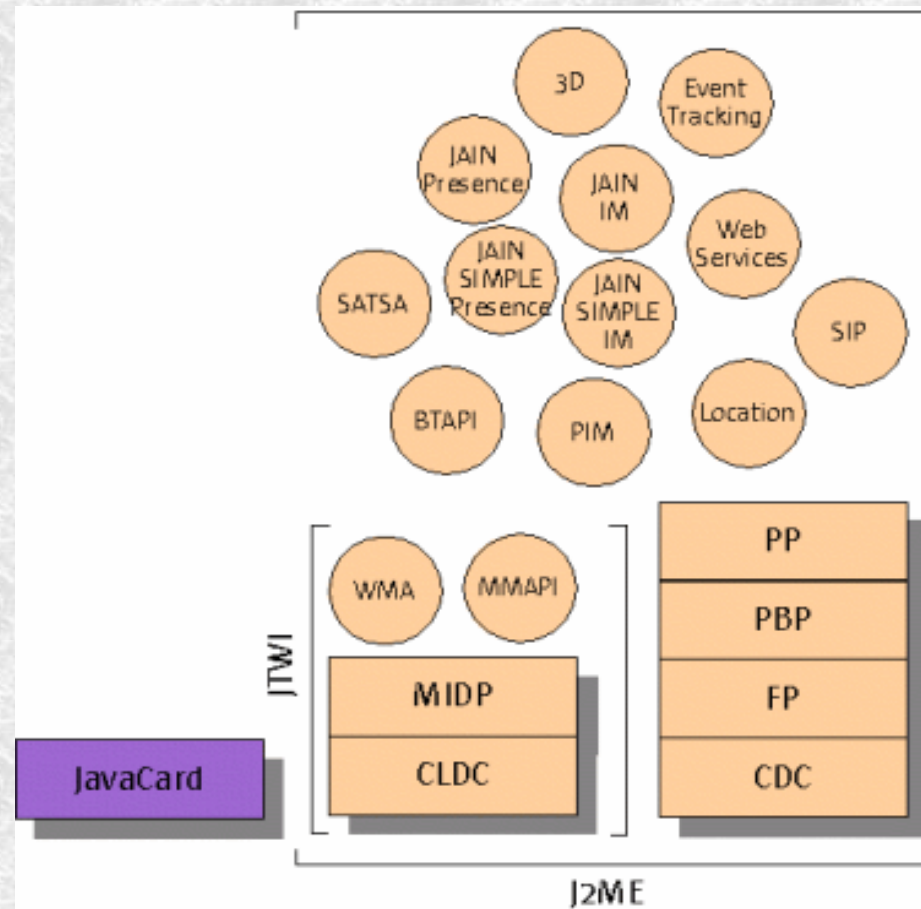 3D
Event
Tracking
JAIN
Presence
JAIN
IM
Web
Services
JAIN
SIMPLE
Presence
JAIN
SIMPLE
IM
SATSA
SIP
BTAPI
PIM
Location
PP
WMA
MMAPI
PBP
JTWI
MIDP
FP
JavaCard
CLDC
CDC
J2ME